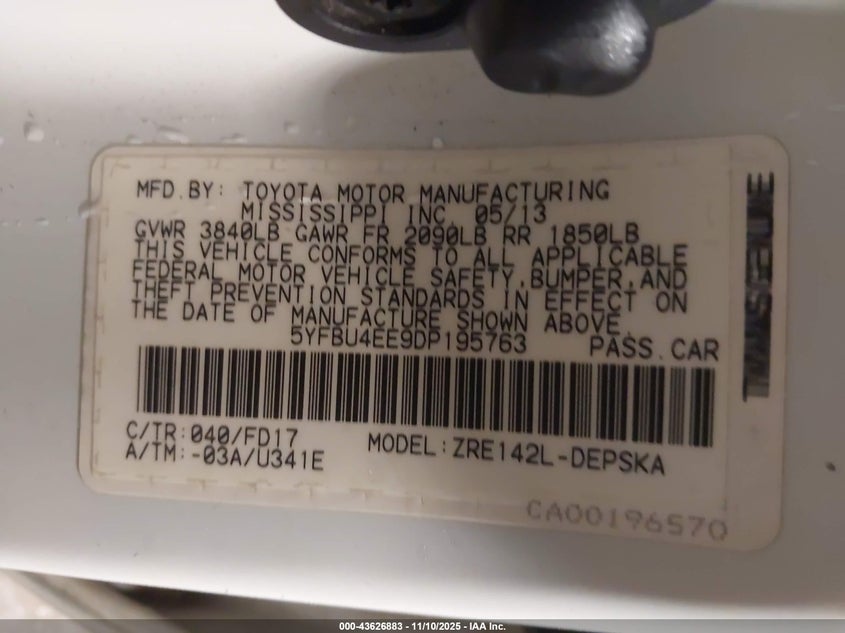 MFD.BY: TOYOTA MOTOR MANUFACTURING
MISSISSIPPI INC 05/13
GVWR 3840LB GAWR FR 2090LB RR 1850LB
THIS VEHICLE CONFORMS TO ALL APPLICABLE
FEDERAL MOTOR VEHICLE SAFETY,BUMPER,AND
THEFT PREVENTION STANDARDS IN EFFECT ON
THE DATE OF MANUFACTURE SHOWN ABOVE.
5YFBU4EE9DP195763 PASS.CAR
C/TR:040/FD17
A/TM:-03A/U341E
MODEL:ZRE142L-DEPSKA
CA00196570
000-43626883 - 11/10/2025 - IAA Inc.